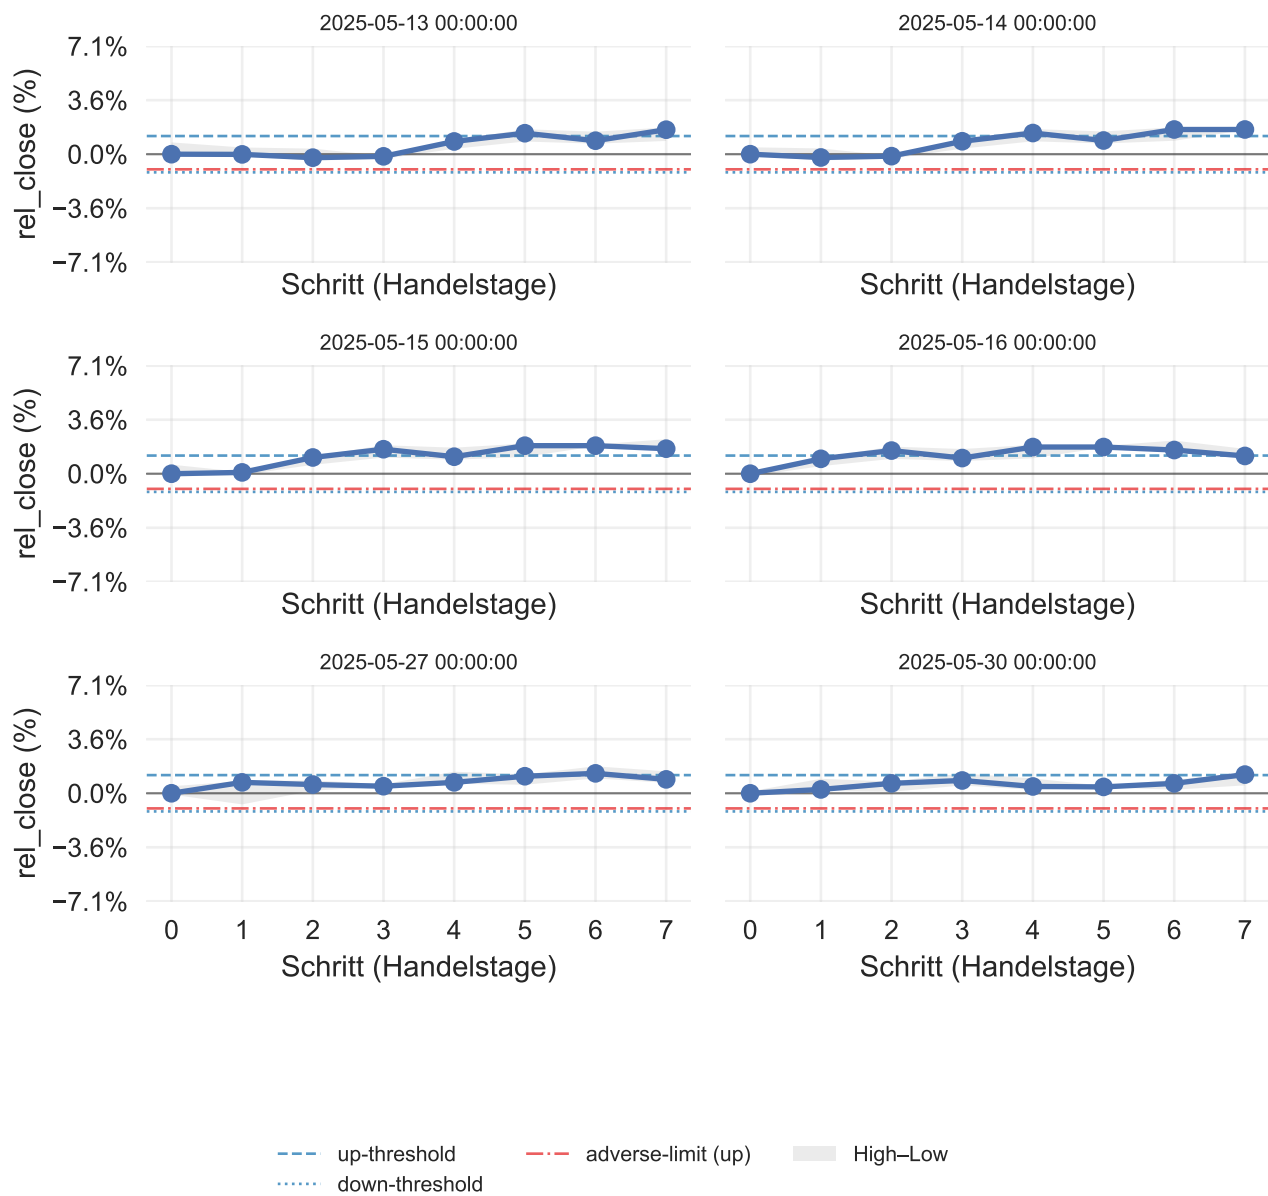 2025-05-13 00:00:00
2025-05-14 00:00:00
7.1%
3.6%
0.0%
−3.6%
−7.1%
rel_close (%)
Schritt (Handelstage)
Schritt (Handelstage)
2025-05-15 00:00:00
2025-05-16 00:00:00
7.1%
3.6%
0.0%
−3.6%
−7.1%
rel_close (%)
Schritt (Handelstage)
Schritt (Handelstage)
2025-05-27 00:00:00
2025-05-30 00:00:00
7.1%
3.6%
0.0%
−3.6%
−7.1%
rel_close (%)
0 1 2 3 4 5 6 7
0 1 2 3 4 5 6 7
Schritt (Handelstage)
Schritt (Handelstage)
up-threshold
down-threshold
adverse-limit (up)
High–Low